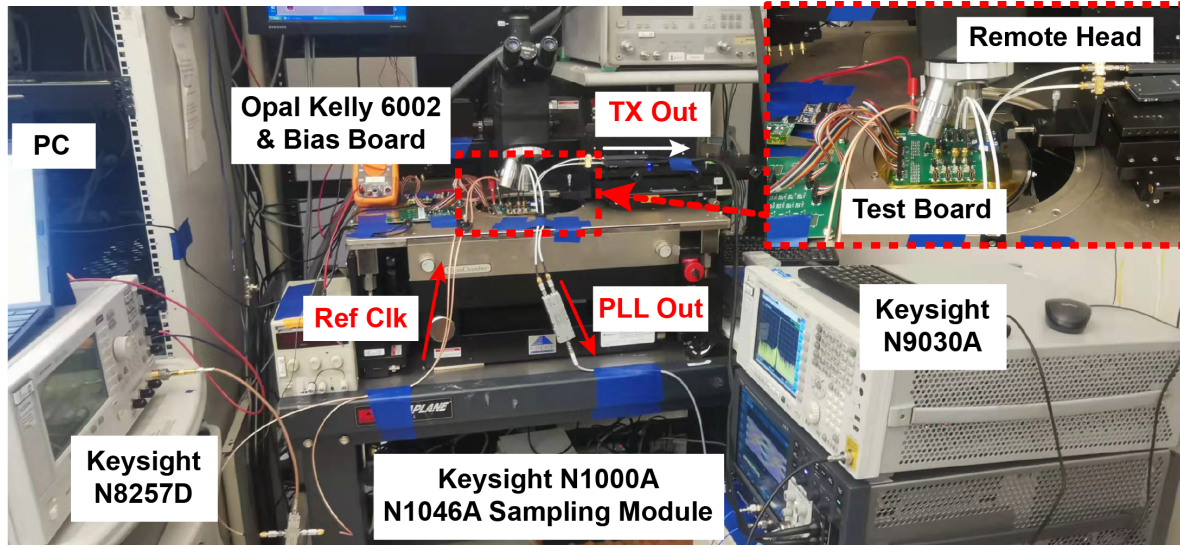 Remote Head
Opal Kelly 6002
& Bias Board
TX Out
PC
Test Board
Ref Clk
PLL Out
Keysight
N9030A
Keysight
N8257D
Keysight N1000A
N1046A Sampling Module